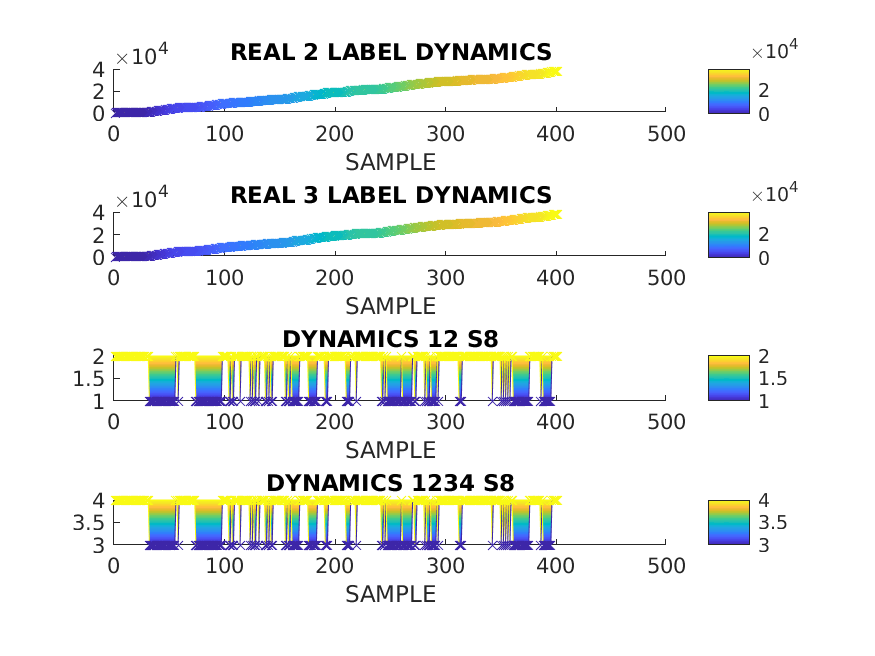 ×10^4 REAL 2 LABEL DYNAMICS ×10^4
4
2 2
0 0
0 100 200 300 400 500
SAMPLE
×10^4 REAL 3 LABEL DYNAMICS ×10^4
4
2 2
0 0
0 100 200 300 400 500
SAMPLE
DYNAMICS 12 S8
2 2
1.5 1.5
1 1
0 100 200 300 400 500
SAMPLE
DYNAMICS 1234 S8
4 4
3.5 3.5
3 3
0 100 200 300 400 500
SAMPLE